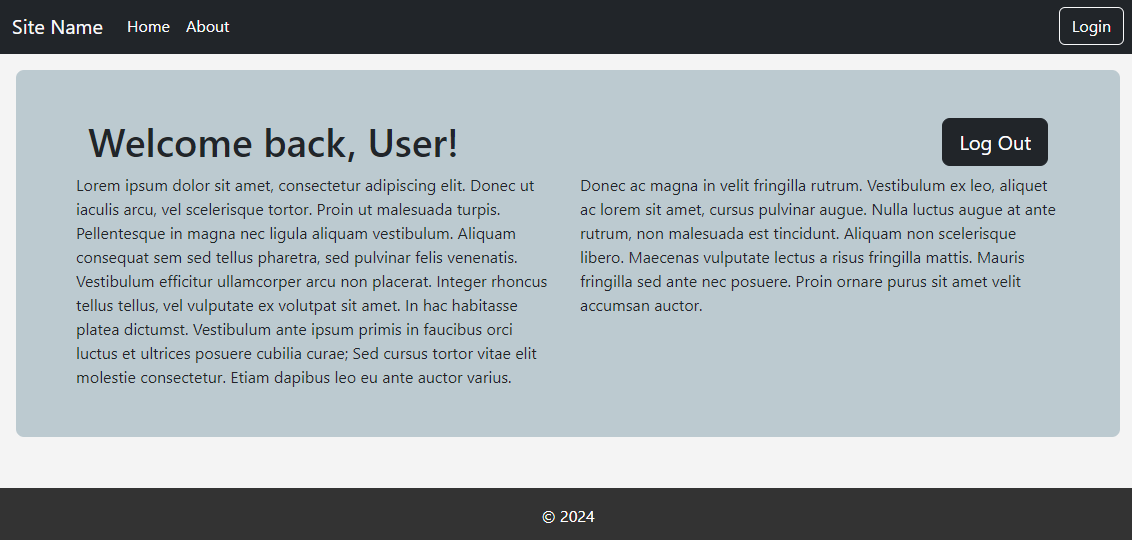 Site Name Home About Login
Welcome back, User! Log Out
Lorem ipsum dolor sit amet, consectetur adipiscing elit. Donec ut
iaculis arcu, vel scelerisque tortor. Proin ut malesuada turpis.
Pellentesque in magna nec ligula aliquam vestibulum. Aliquam
consequat sem sed tellus pharetra, sed pulvinar felis venenatis.
Vestibulum efficitur ullamcorper arcu non placerat. Integer rhoncus
tellus tellus, vel vulputate ex volutpat sit amet. In hac habitasse
platea dictumst. Vestibulum ante ipsum primis in faucibus orci
luctus et ultrices posuere cubilia curae; Sed cursus tortor vitae elit
molestie consectetur. Etiam dapibus leo eu ante auctor varius.
Donec ac magna in velit fringilla rutrum. Vestibulum ex leo, aliquet
ac lorem sit amet, cursus pulvinar augue. Nulla luctus augue at ante
rutrum, non malesuada est tincidunt. Aliquam non scelerisque
libero. Maecenas vulputate lectus a risus fringilla mattis. Mauris
fringilla sed ante nec posuere. Proin ornare purus sit amet velit
accumsan auctor.
© 2024